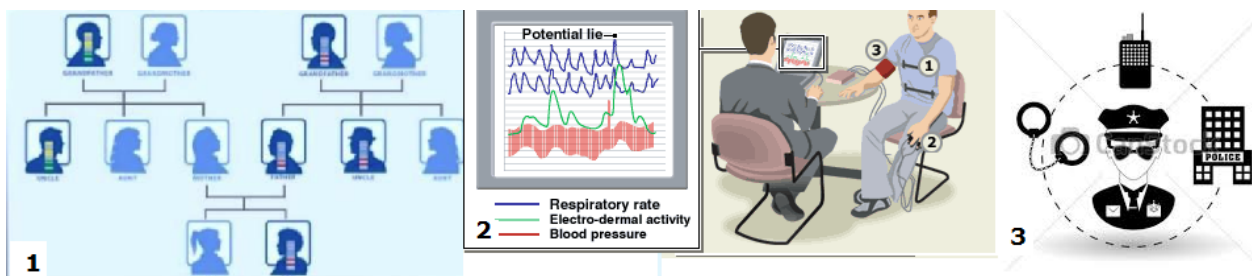 GRANDFATHER GRANDMOTHER GRANDFATHER GRANDMOTHER
UNCLE AUNT MOTHER FATHER UNCLE AUNT
1
Potential lie
Respiratory rate
Electro-dermal activity
Blood pressure
2
3
1
2
POLICE
3